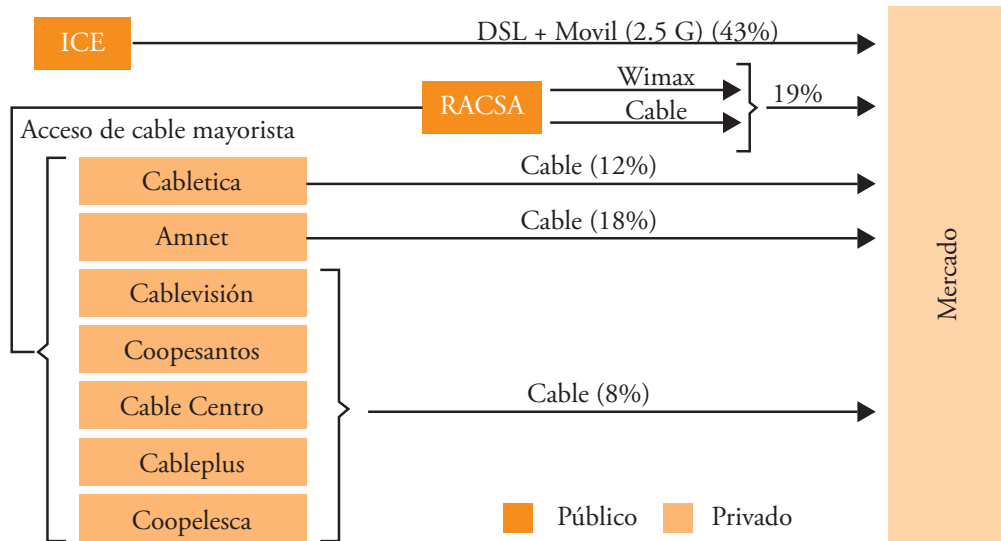 ICE
DSL + Movil (2.5 G) (43%)
RACSA
Wimax
Cable
19%
Acceso de cable mayorista
Cabletica
Cable (12%)
Amnet
Cable (18%)
Cablevisión
Coopesantos
Cable Centro
Cable (8%)
Cableplus
Coopelesca
Mercado
Público
Privado